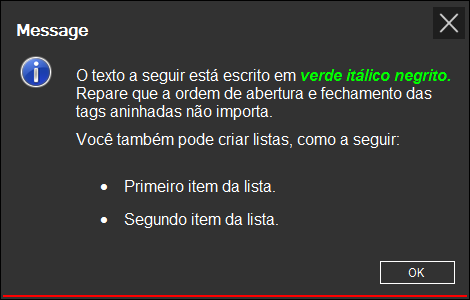 Message
O texto a seguir está escrito em verde itálico negrito.
Repare que a ordem de abertura e fechamento das
tags aninhadas não importa.
Você também pode criar listas, como a seguir:
• Primeiro item da lista.
• Segundo item da lista.
OK